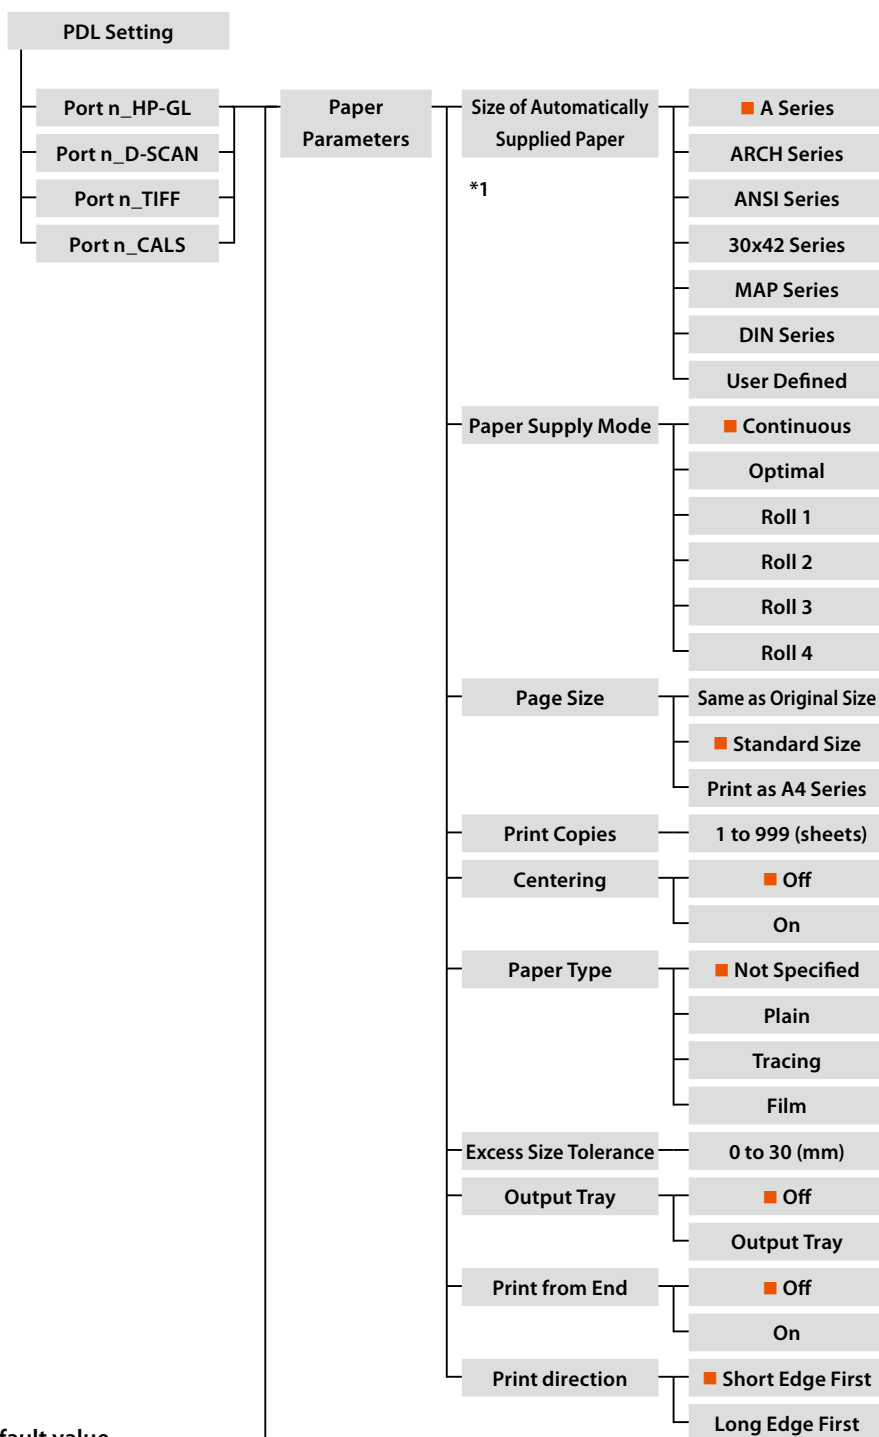 PDL Setting
Port n_HP-GL
Port n_D-SCAN
Port n_TIFF
Port n_CALS
Paper
Parameters
Size of Automatically
Supplied Paper
*1
A Series
ARCH Series
ANSI Series
30x42 Series
MAP Series
DIN Series
User Defined
Paper Supply Mode
Continuous
Optimal
Roll 1
Roll 2
Roll 3
Roll 4
Page Size
Same as Original Size
Standard Size
Print as A4 Series
Print Copies
1 to 999 (sheets)
Centering
Off
On
Paper Type
Not Specified
Plain
Tracing
Film
Excess Size Tolerance
0 to 30 (mm)
Output Tray
Off
Output Tray
Print from End
Off
On
Print direction
Short Edge First
Long Edge First
value